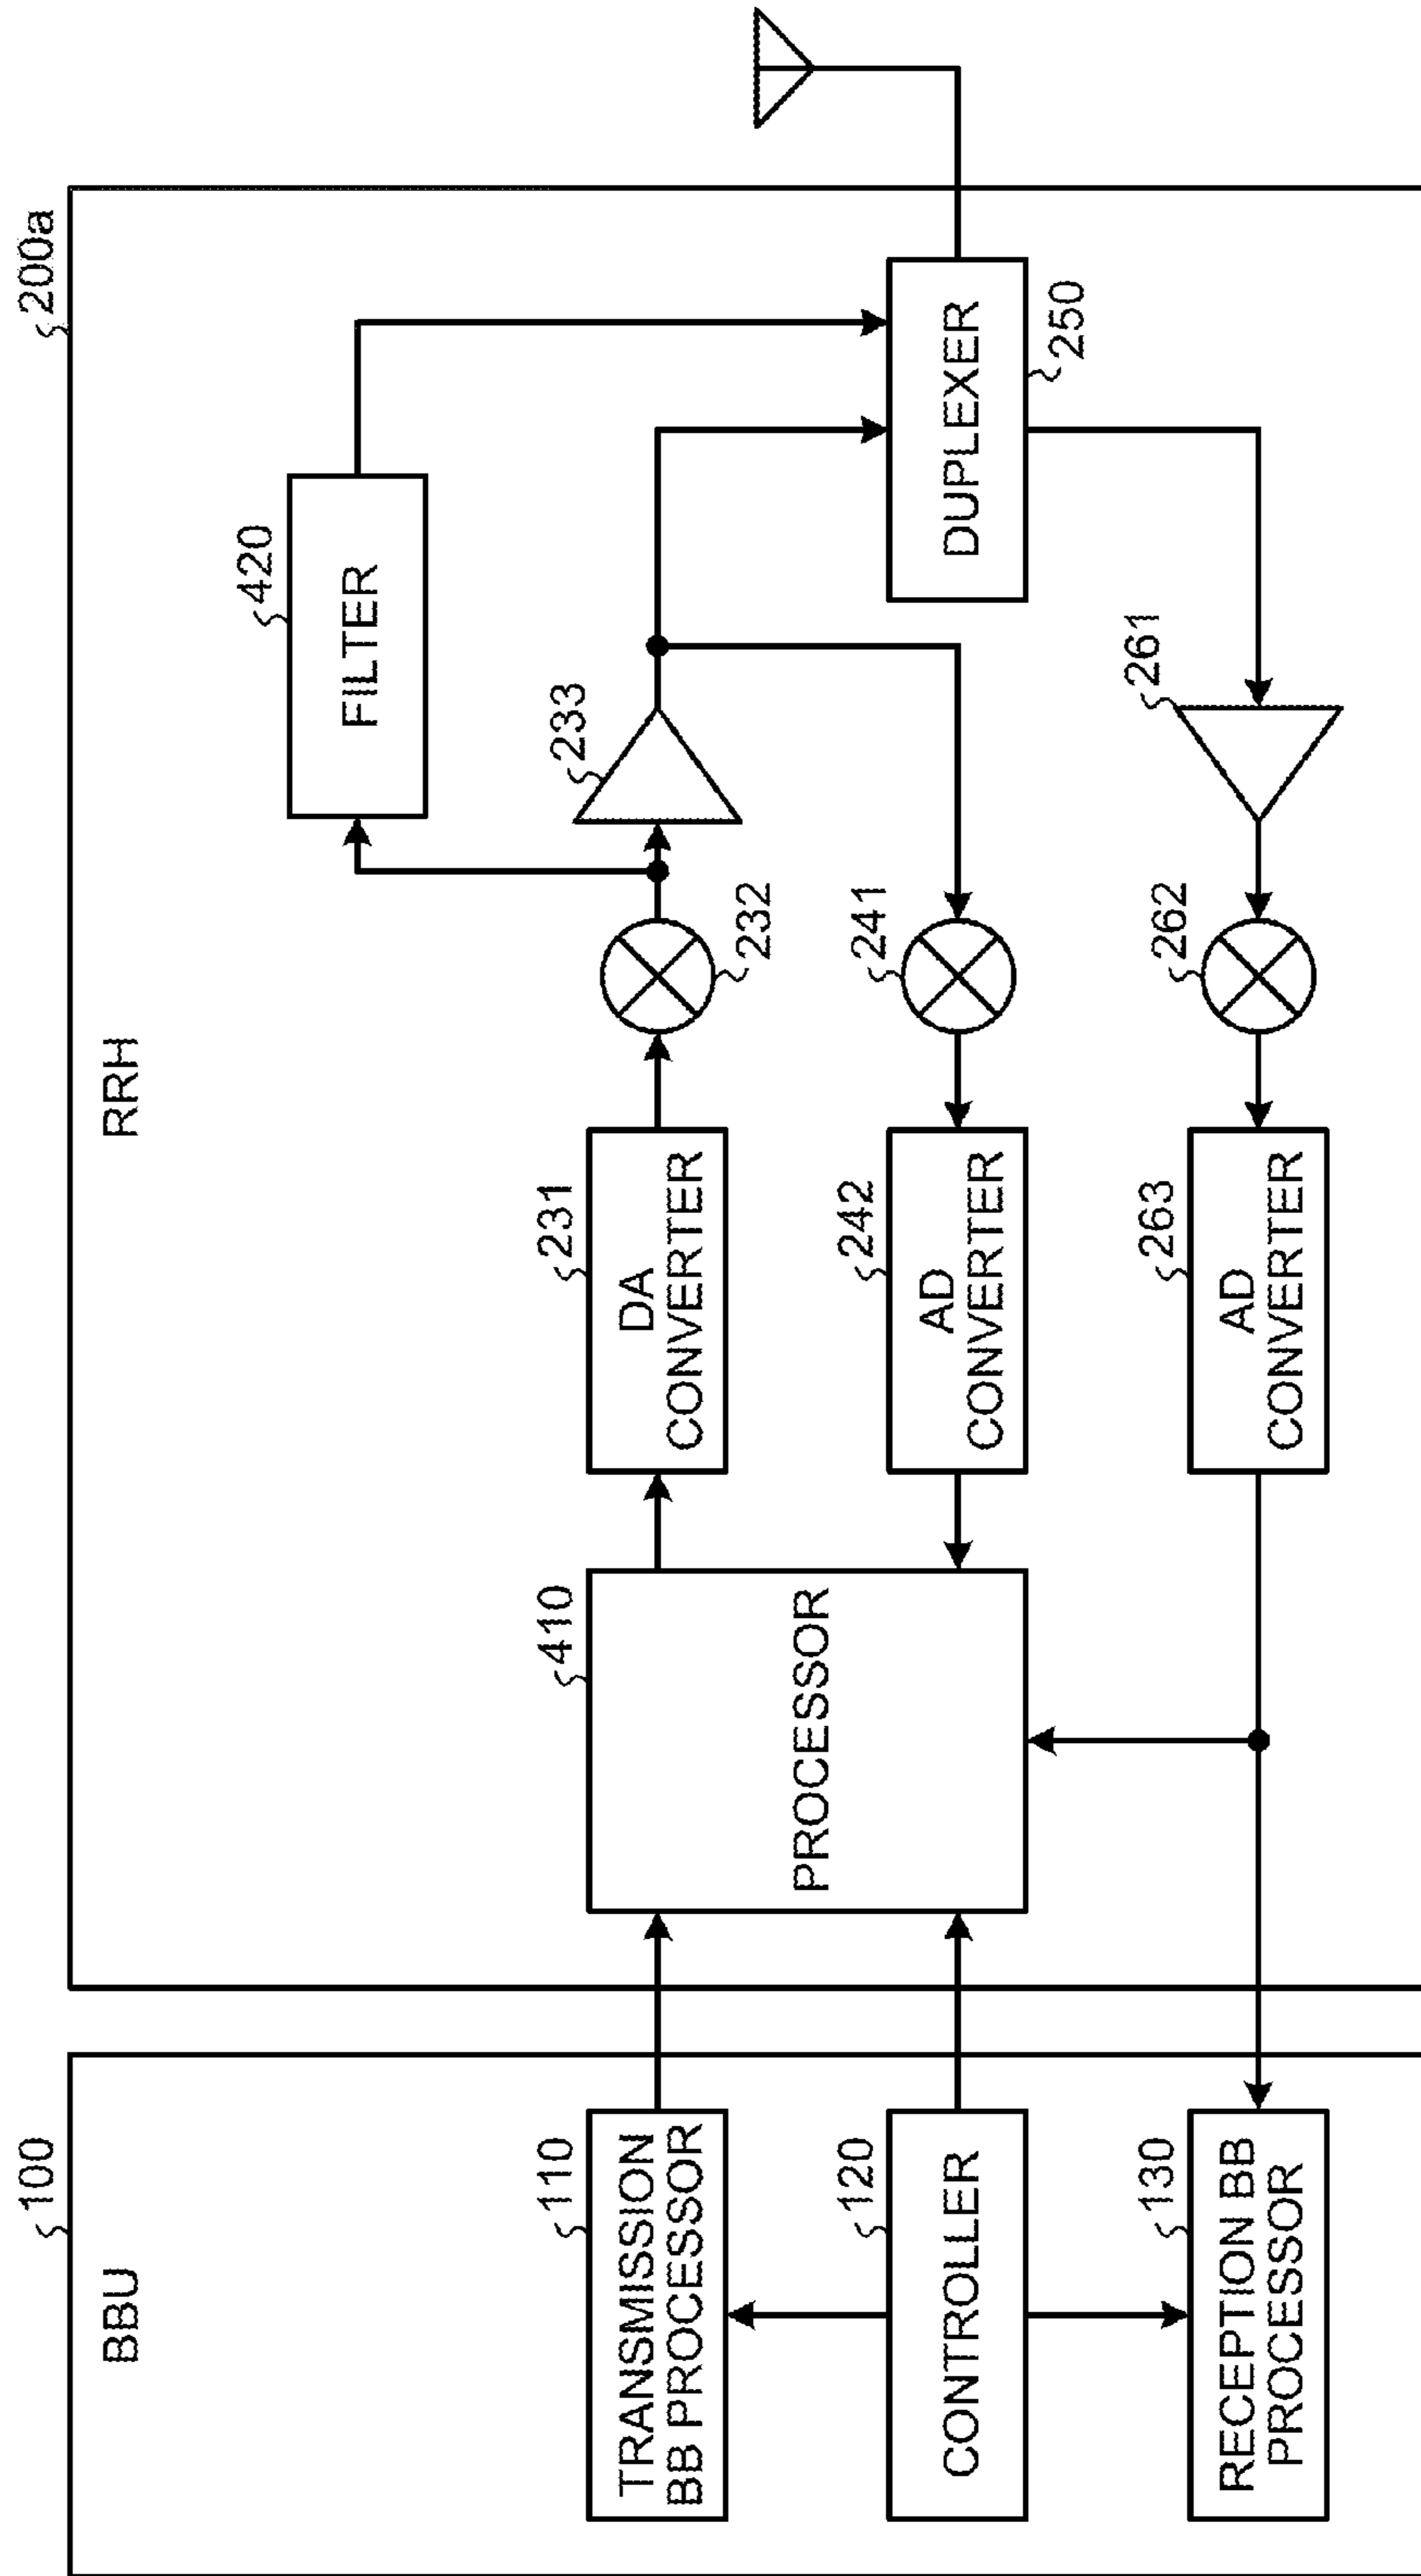 100
BBU
110
TRANSMISSION
BB PROCESSOR
120
CONTROLLER
130
RECEPTION BB
PROCESSOR
200a
RRH
410
PROCESSOR
231
DA
CONVERTER
232
233
420
FILTER
241
242
AD
CONVERTER
250
DUPLEXER
261
262
263
AD
CONVERTER